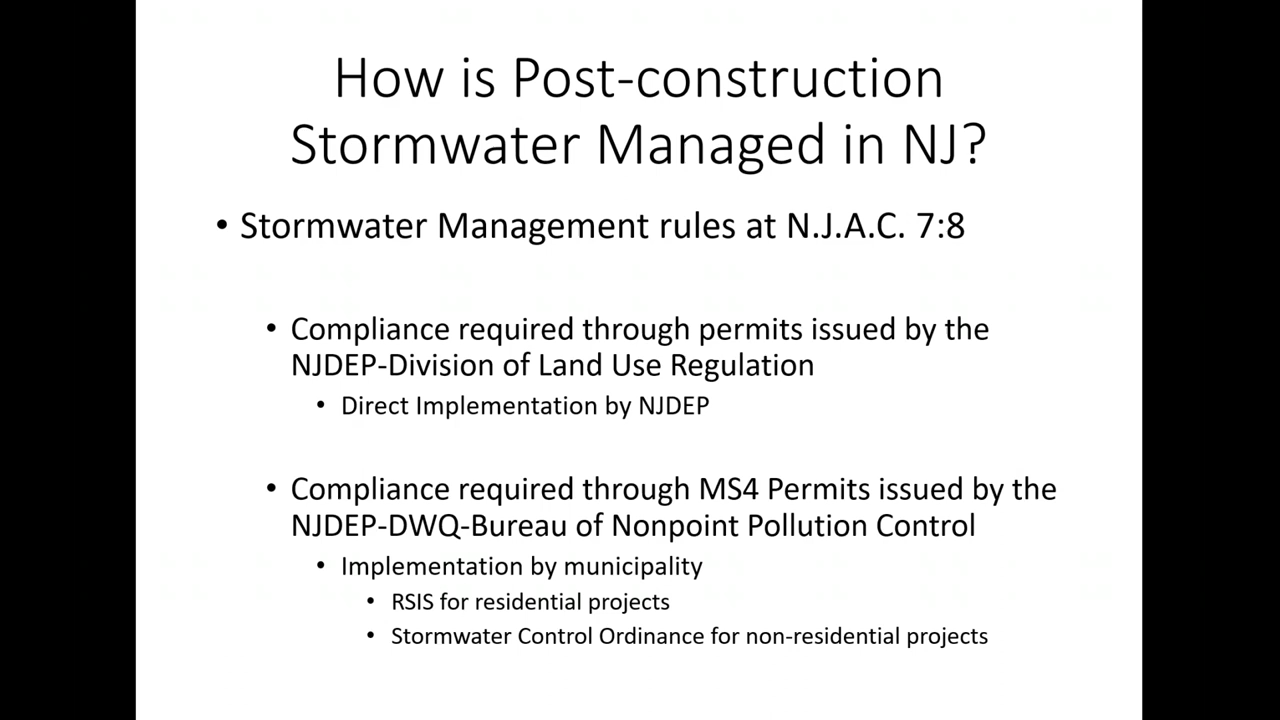 How is Post-construction
Stormwater Managed in NJ?
• Stormwater Management rules at N.J.A.C. 7:8
• Compliance required through permits issued by the
NJDEP-Division of Land Use Regulation
• Direct Implementation by NJDEP
• Compliance required through MS4 Permits issued by the
NJDEP-DWQ-Bureau of Nonpoint Pollution Control
• Implementation by municipality
• RSIS for residential projects
• Stormwater Control Ordinance for non-residential projects